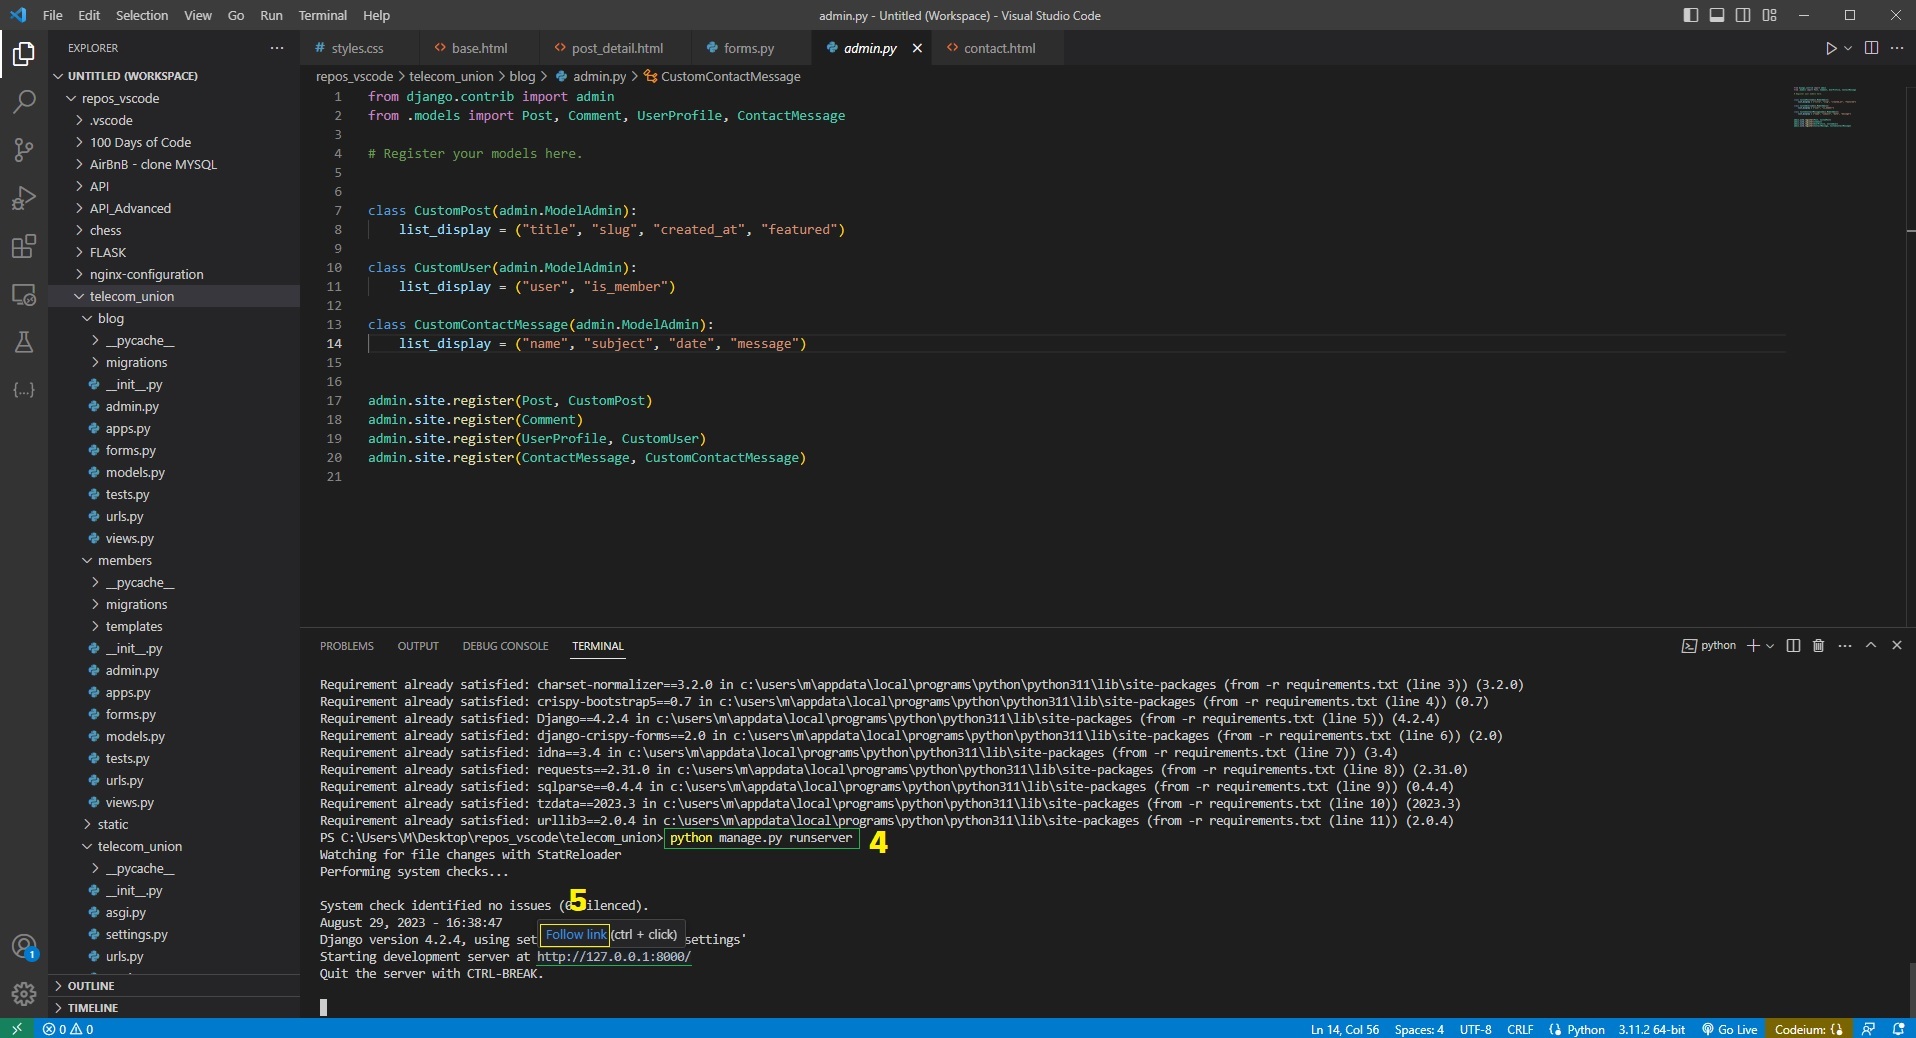 File Edit Selection View Go Run Terminal Help
admin.py - Untitled (Workspace) - Visual Studio Code
EXPLORER
UNTITLED (WORKSPACE)
repos_vscode
.vscode
100 Days of Code
AirBnB - clone MYSQL
API
API_Advanced
chess
FLASK
nginx-configuration
telecom_union
blog
__pycache__
migrations
__init__.py
admin.py
apps.py
forms.py
models.py
tests.py
urls.py
views.py
members
__pycache__
migrations
templates
__init__.py
admin.py
apps.py
forms.py
models.py
tests.py
urls.py
views.py
static
telecom_union
__pycache__
__init__.py
asgi.py
settings.py
urls.py
OUTLINE
TIMELINE
styles.css base.html post_detail.html forms.py admin.py contact.html
repos_vscode > telecom_union > blog > admin.py > CustomContactMessage
1 from django.contrib import admin
2 from .models import Post, Comment, UserProfile, ContactMessage
3
4 # Register your models here.
5
6
7 class CustomPost(admin.ModelAdmin):
8 list_display = ("title", "slug", "created_at", "featured")
9
10 class CustomUser(admin.ModelAdmin):
11 list_display = ("user", "is_member")
12
13 class CustomContactMessage(admin.ModelAdmin):
14 list_display = ("name", "subject", "date", "message")
15
16
17 admin.site.register(Post, CustomPost)
18 admin.site.register(Comment)
19 admin.site.register(UserProfile, CustomUser)
20 admin.site.register(ContactMessage, CustomContactMessage)
21
PROBLEMS OUTPUT DEBUG CONSOLE TERMINAL
python
Requirement already satisfied: charset-normalizer==3.2.0 in c:\users\m\appdata\local\programs\python\python311\lib\site-packages (from -r requirements.txt (line 3)) (3.2.0)
Requirement already satisfied: crispy-bootstrap5==0.7 in c:\users\m\appdata\local\programs\python\python311\lib\site-packages (from -r requirements.txt (line 4)) (0.7)
Requirement already satisfied: Django==4.2.4 in c:\users\m\appdata\local\programs\python\python311\lib\site-packages (from -r requirements.txt (line 5)) (4.2.4)
Requirement already satisfied: django-crispy-forms==2.0 in c:\users\m\appdata\local\programs\python\python311\lib\site-packages (from -r requirements.txt (line 6)) (2.0)
Requirement already satisfied: idna==3.4 in c:\users\m\appdata\local\programs\python\python311\lib\site-packages (from -r requirements.txt (line 7)) (3.4)
Requirement already satisfied: requests==2.31.0 in c:\users\m\appdata\local\programs\python\python311\lib\site-packages (from -r requirements.txt (line 8)) (2.31.0)
Requirement already satisfied: sqlparse==0.4.4 in c:\users\m\appdata\local\programs\python\python311\lib\site-packages (from -r requirements.txt (line 9)) (0.4.4)
Requirement already satisfied: tzdata==2023.3 in c:\users\m\appdata\local\programs\python\python311\lib\site-packages (from -r requirements.txt (line 10)) (2023.3)
Requirement already satisfied: urllib3==2.0.4 in c:\users\m\appdata\local\programs\python\python311\lib\site-packages (from -r requirements.txt (line 11)) (2.0.4)
PS C:\Users\M\Desktop\repos_vscode\telecom_union> python manage.py runserver 4
Watching for file changes with StatReloader
Performing system checks...
5
System check identified no issues (0 silenced).
August 29, 2023 - 16:38:47
Follow link (ctrl + click)
Django version 4.2.4, using set settings'
Starting development server at http://127.0.0.1:8000/
Quit the server with CTRL-BREAK.
1
0 0 Ln 14, Col 56 Spaces: 4 UTF-8 CRLF Python 3.11.2 64-bit Go Live Codeium: {}